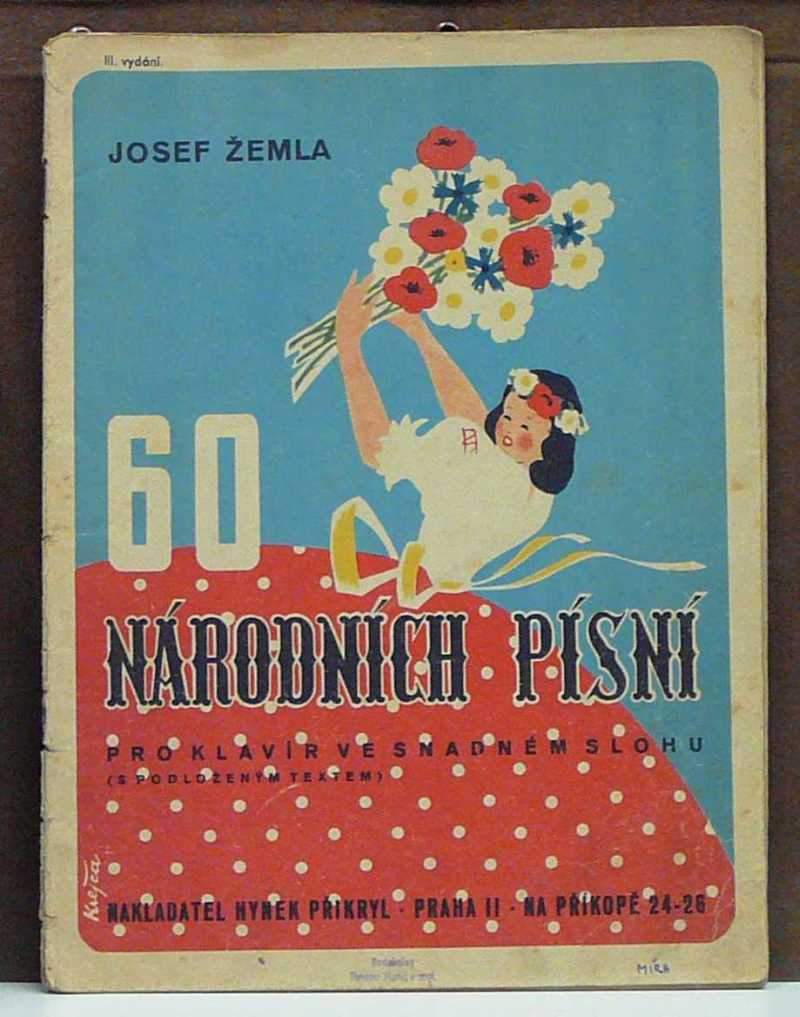 III. vydání.
JOSEF ŽEMLA
60
NÁRODNÍCH PÍSNÍ
PRO KLAVÍR VE SNADNÉM SLOHU
(S PODLOŽENÝM TEXTEM)
Krejča
NAKLADATEL HYNEK PŘIKRYL · PRAHA II · NA PŘÍKOPĚ 24-26
MÍRA